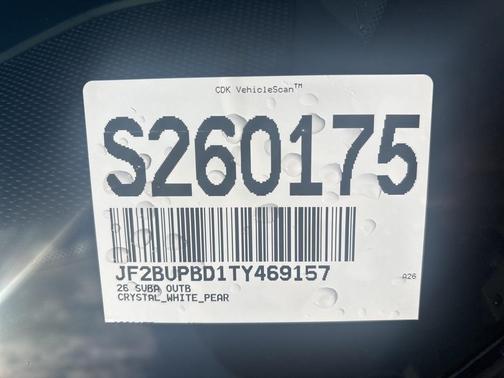 CDK VehicleScan™
S260175
JF2BUPBD1TY469157
A26
26 SUBA OUTB
CRYSTAL_WHITE_PEAR